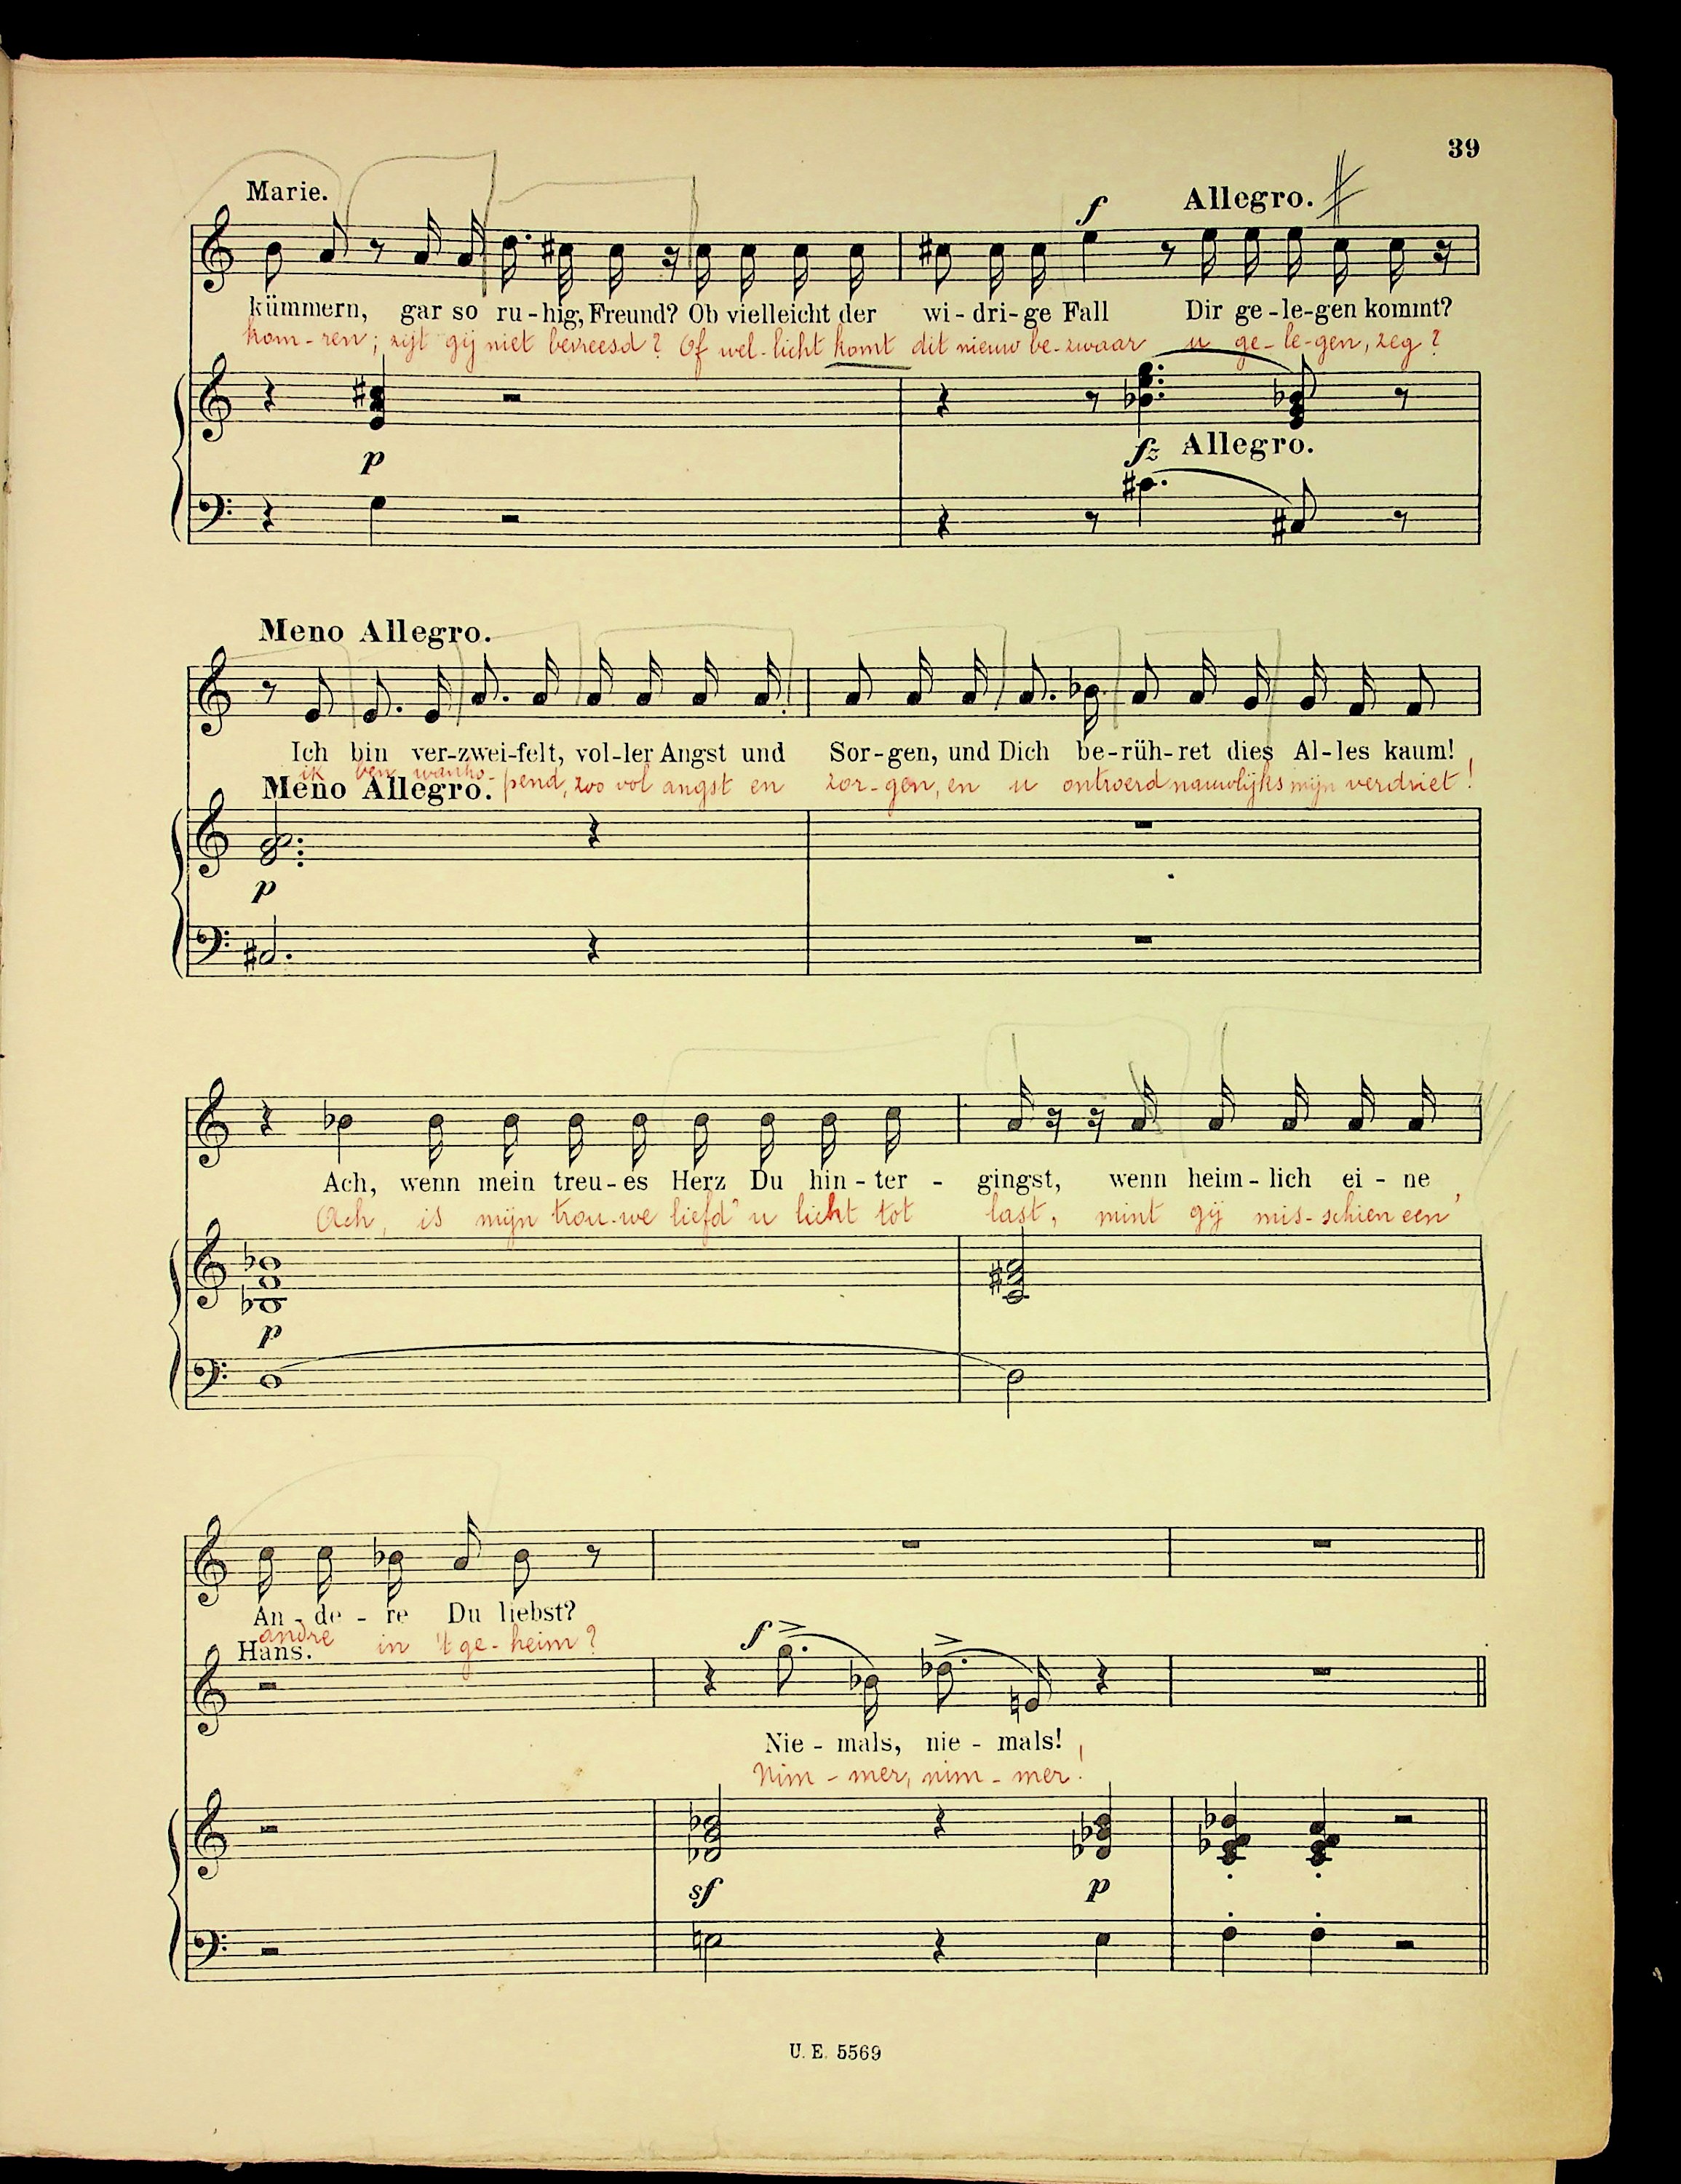 39
Marie.
f
Allegro.
kümmern, gar so ru-hig, Freund? Ob vielleicht der wi-dri-ge Fall Dir ge-le-gen kommt?
kom-ren; zijt gij niet bevreesd? Of wel-licht komt dit nieuw be-zwaar u ge-le-gen, zeg?
p
fz Allegro.
Meno Allegro.
Ich bin ver-zwei-felt, vol-ler Angst und Sor-gen, und Dich be-rüh-ret dies Al-les kaum!
ik ben wanho-pend, zoo vol angst en zor-gen, en u ontroerd nauwlijks mijn verdriet!
Meno Allegro.
p
Ach, wenn mein treu-es Herz Du hin-ter-gingst, wenn heim-lich ei-ne
Ach, is mijn trou-we liefd' u licht tot last, mint gij mis-schien een'
p
An-de-re Du liebst?
andre in 't ge-heim?
Hans.
f
Nie-mals, nie-mals!
Nim-mer, nim-mer!
sf
p
U. E. 5569